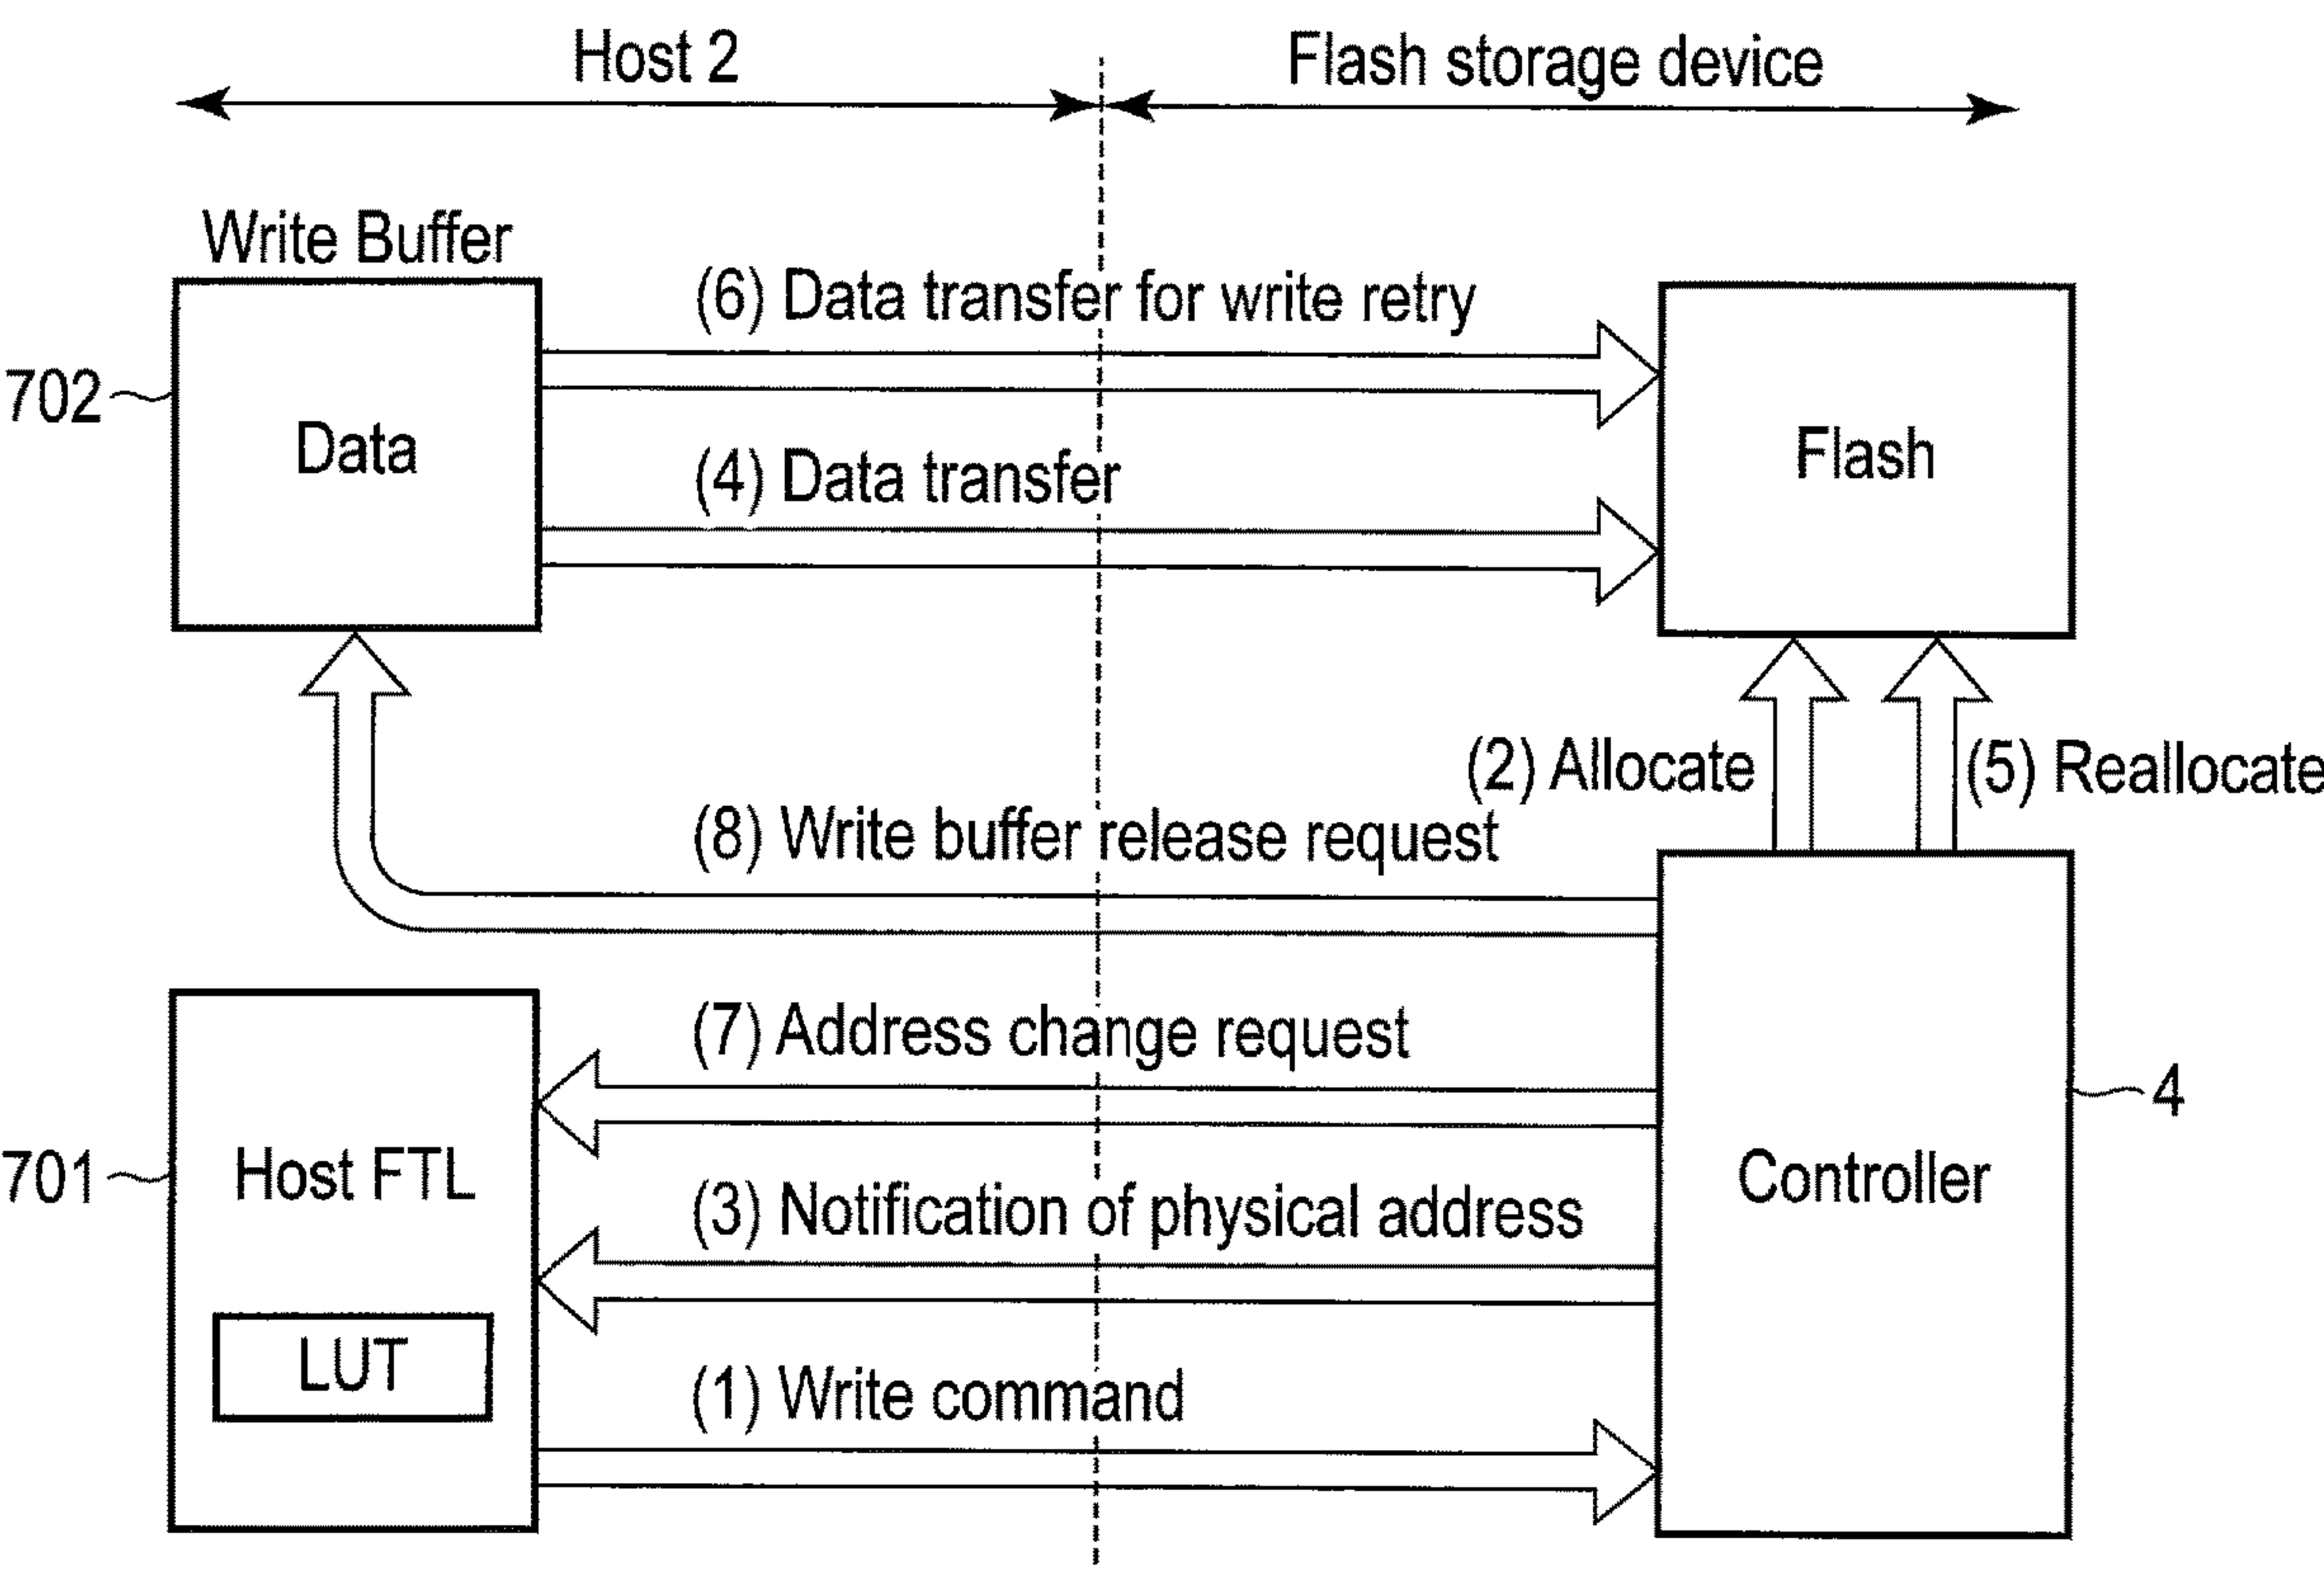 Host 2
Flash storage device
Write Buffer
(6) Data transfer for write retry
702
Data
(4) Data transfer
Flash
(2) Allocate
(5) Reallocate
(8) Write buffer release request
(7) Address change request
4
701
Host FTL
Controller
(3) Notification of physical address
LUT
(1) Write command